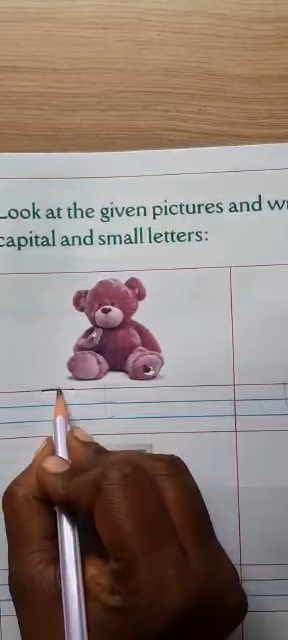 Look at the given pictures and
capital and small letters: